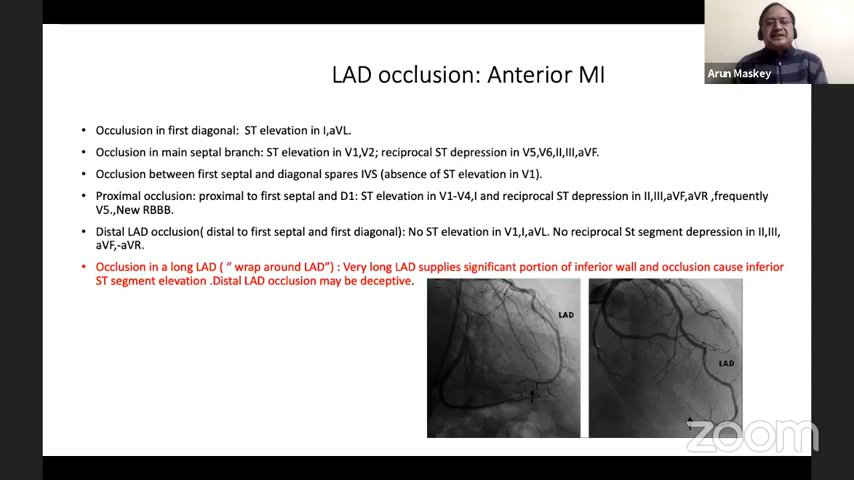 Arun Maskey
LAD occlusion: Anterior MI
• Occulusion in first diagonal: ST elevation in I,aVL.
• Occlusion in main septal branch: ST elevation in V1,V2; reciprocal ST depression in V5,V6,II,III,aVF.
• Occlusion between first septal and diagonal spares IVS (absence of ST elevation in V1).
• Proximal occlusion: proximal to first septal and D1: ST elevation in V1-V4,I and reciprocal ST depression in II,III,aVF,aVR ,frequently
V5.,New RBBB.
• Distal LAD occlusion( distal to first septal and first diagonal): No ST elevation in V1,I,aVL. No reciprocal St segment depression in II,III,
aVF,-aVR.
• Occlusion in a long LAD ( “ wrap around LAD”) : Very long LAD supplies significant portion of inferior wall and occlusion cause inferior
ST segment elevation .Distal LAD occlusion may be deceptive.
LAD
LAD
zoom